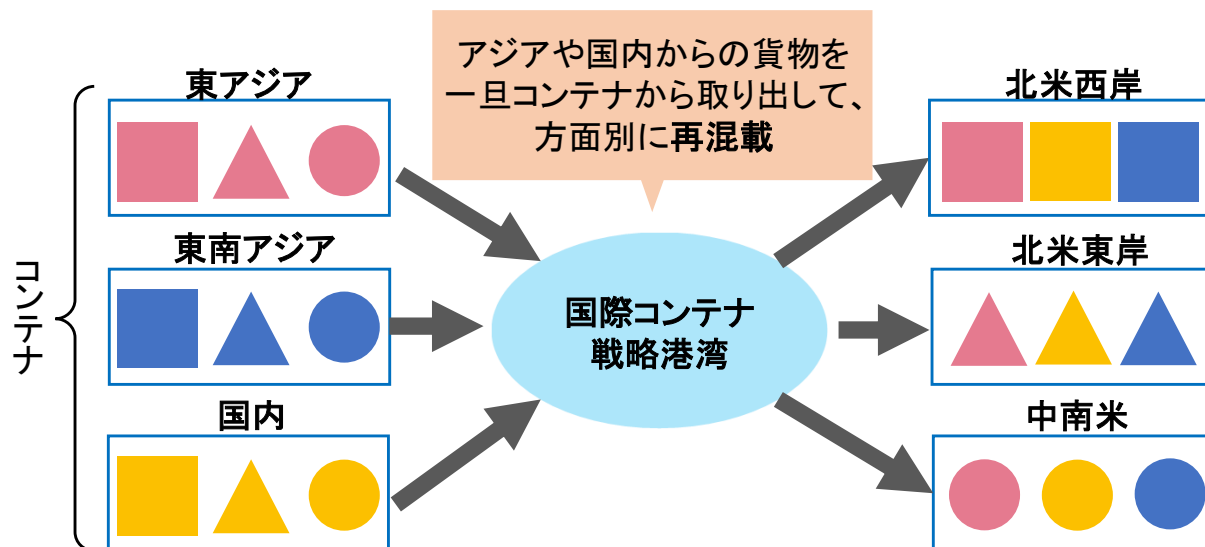 アジアや国内からの貨物を
一旦コンテナから取り出して、
方面別に再混載
コンテナ
東アジア
東南アジア
国内
国際コンテナ
戦略港湾
北米西岸
北米東岸
中南米